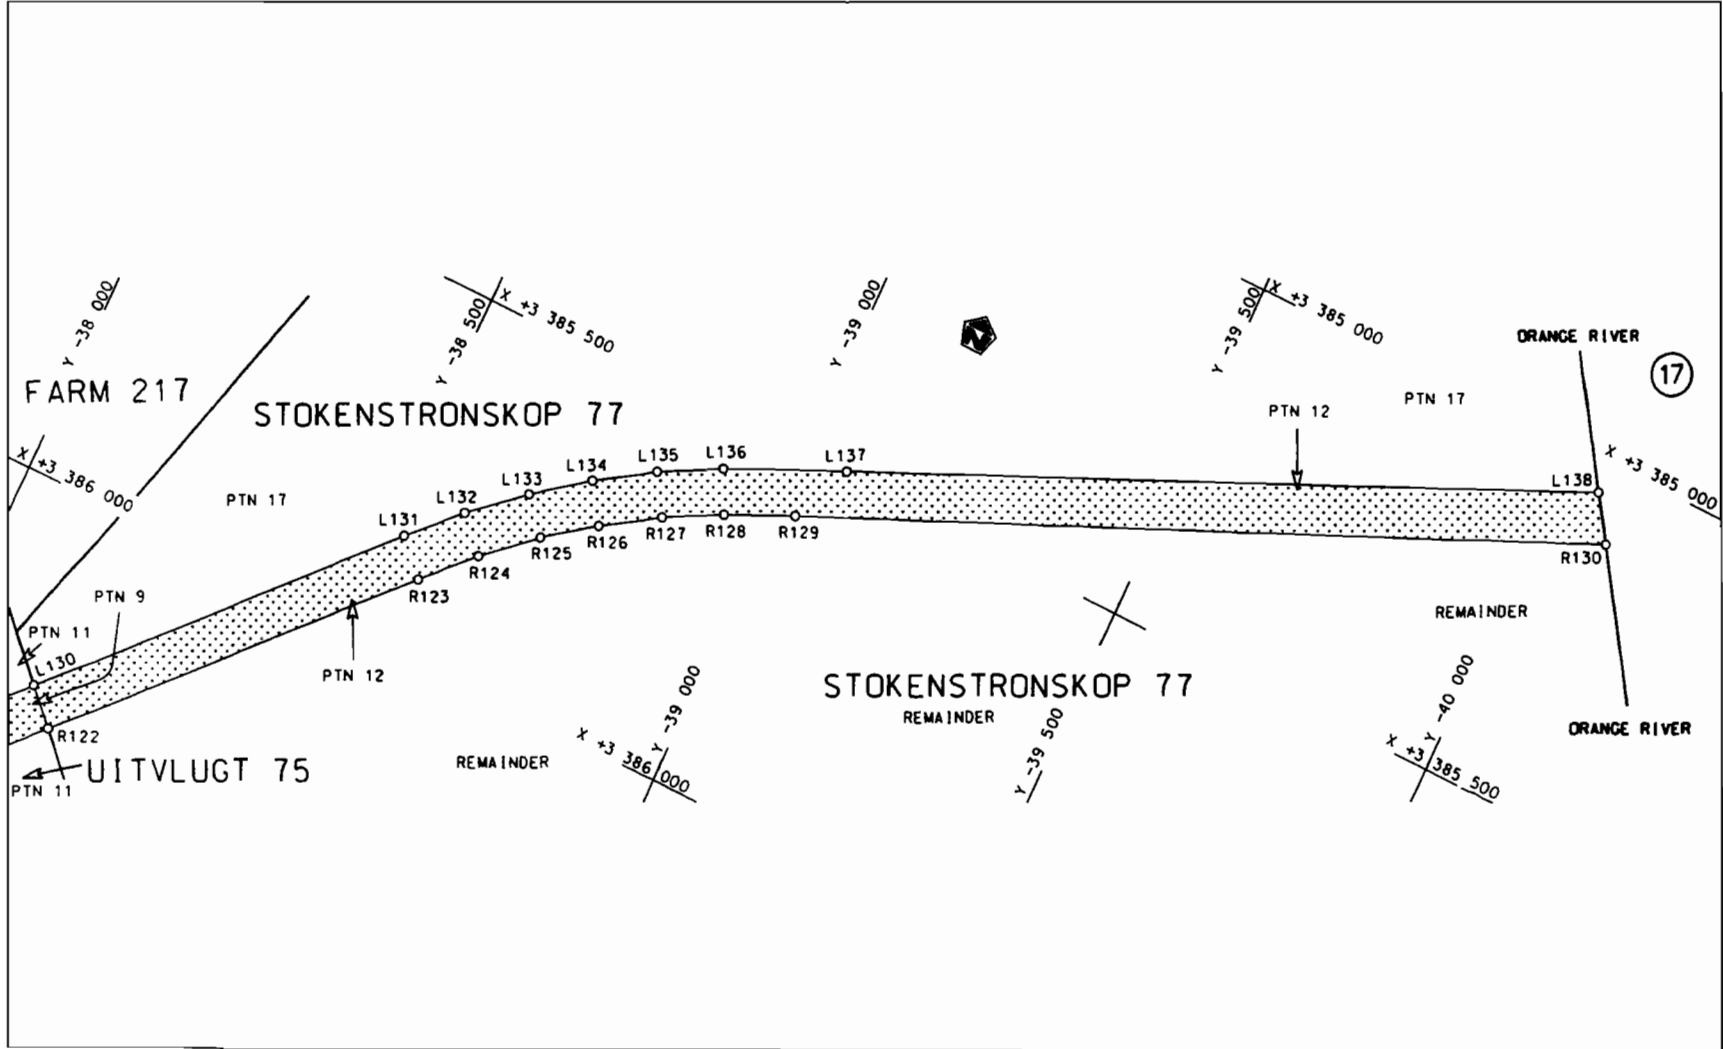 Y -38 000
Y -38 500
X +3 385 500
Y -39 000
N
Y -39 500
X +3 385 000
ORANGE RIVER
17
FARM 217
STOKENSTRONSKOP 77
PTN 12
PTN 17
X +3 386 000
PTN 17
L131
L132
L133
L134
L135
L136
L137
L138
X +3 385 000
R123
R124
R125
R126
R127
R128
R129
R130
PTN 9
PTN 11
L130
PTN 12
REMAINDER
STOKENSTRONSKOP 77
REMAINDER
R122
UITVLUGT 75
PTN 11
REMAINDER
X +3 386 000
Y -39 000
Y -39 500
Y -40 000
X +3 385 500
ORANGE RIVER